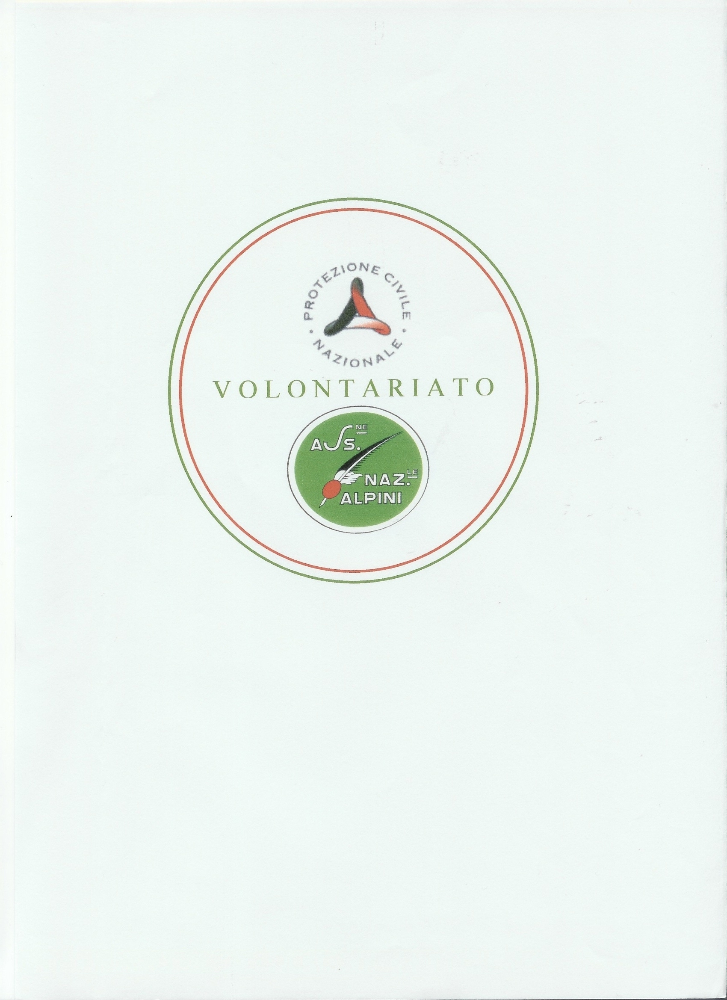 PROTEZIONE CIVILE
NAZIONALE
VOLONTARIATO
ASS.NE
NAZ.LE
ALPINI